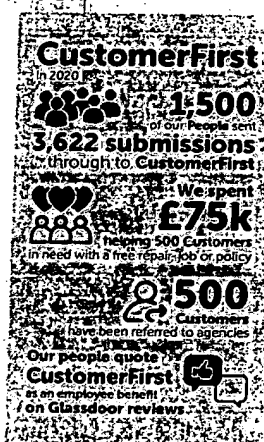 CustomerFirst
In 2020
1,500
of our People sent
3,622 submissions
through to CustomerFirst
We spent
£75k
helping 500 Customers
in need with a free repair, job or policy
500
Customers
have been referred to agencies
Our people quote
CustomerFirst
as an employee benefit
on Glassdoor reviews.